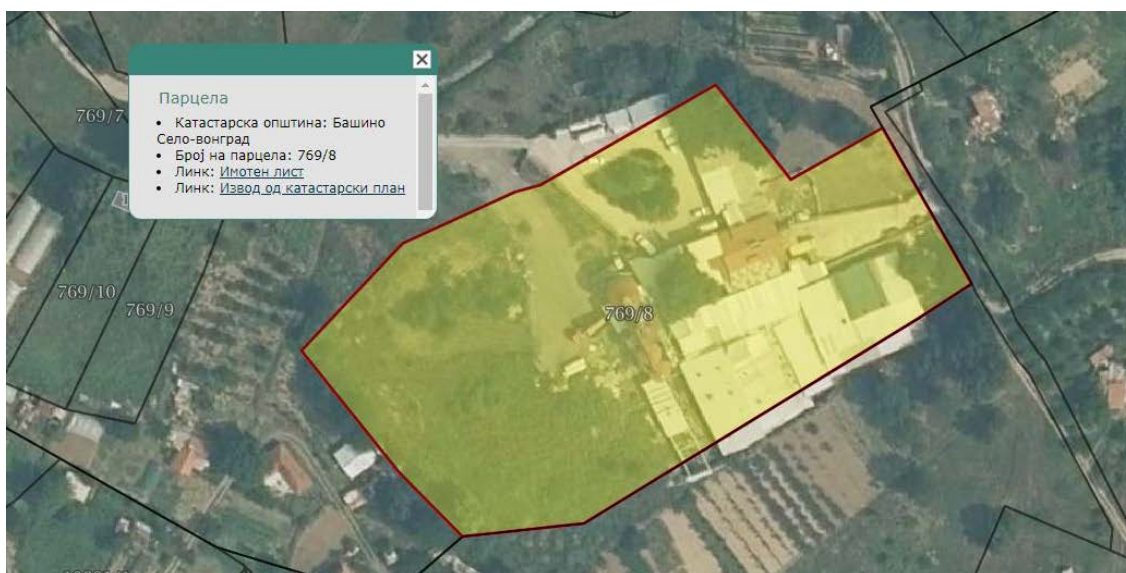 Парцела
• Катастарска општина: Башино
Село-вонград
• Број на парцела: 769/8
• Линк: Имотен лист
• Линк: Извод од катастарски план
769/7
769/10
769/9
769/8